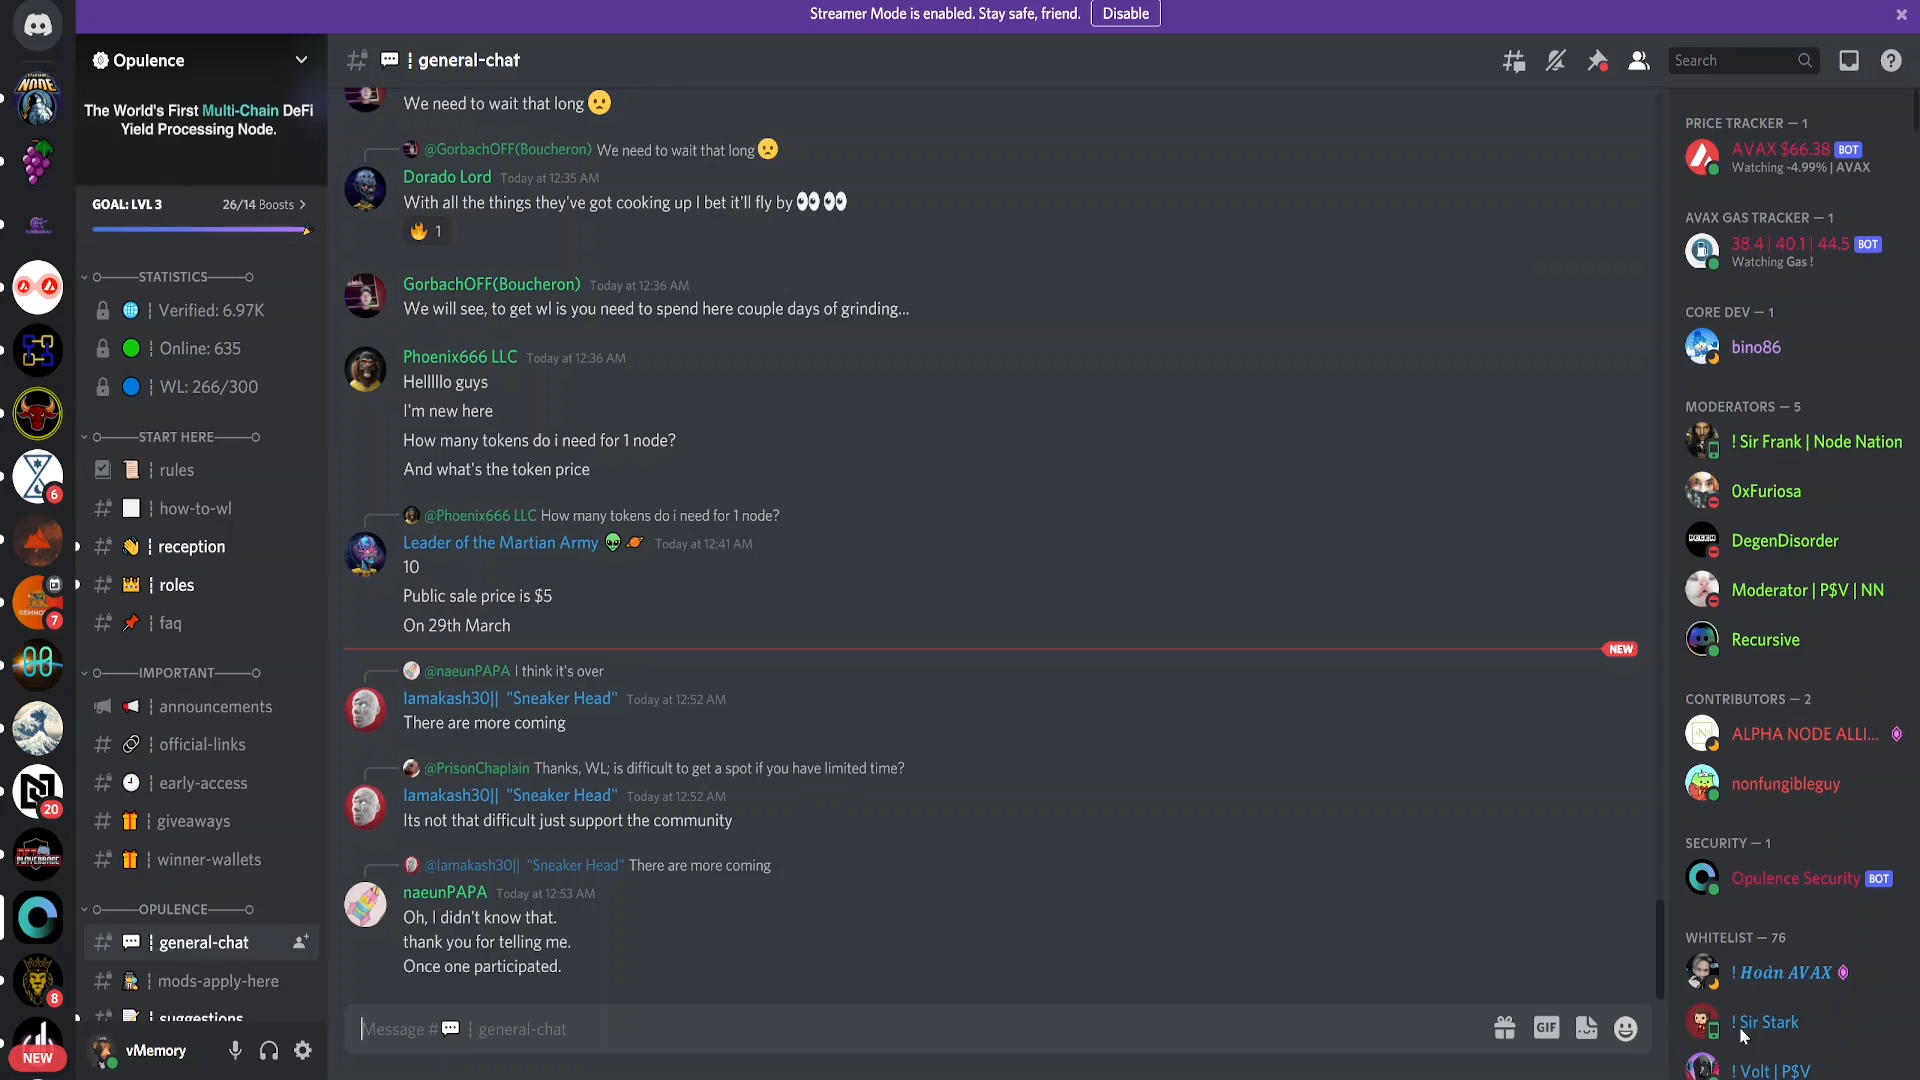 Streamer Mode is enabled. Stay safe, friend. Disable
Opulence
The World's First Multi-Chain DeFi
Yield Processing Node.
GOAL: LVL 3 26/14 Boosts
STATISTICS
Verified: 6.97K
Online: 635
WL: 266/300
START HERE
rules
how-to-wl
reception
roles
faq
IMPORTANT
announcements
official-links
early-access
giveaways
winner-wallets
OPULENCE
general-chat
mods-apply-here
suggestions
vMemory
NODE
6
7
20
8
NEW
general-chat
Search
We need to wait that long
@GorbachOFF(Boucheron) We need to wait that long
Dorado Lord Today at 12:35 AM
With all the things they've got cooking up I bet it'll fly by
1
GorbachOFF(Boucheron) Today at 12:36 AM
We will see, to get wl is you need to spend here couple days of grinding...
Phoenix666 LLC Today at 12:36 AM
Helllllo guys
I'm new here
How many tokens do i need for 1 node?
And what's the token price
@Phoenix666 LLC How many tokens do i need for 1 node?
Leader of the Martian Army Today at 12:41 AM
10
Public sale price is $5
On 29th March
NEW
@naeunPAPA I think it's over
Iamakash30|| "Sneaker Head" Today at 12:52 AM
There are more coming
@PrisonChaplain Thanks, WL; is difficult to get a spot if you have limited time?
Iamakash30|| "Sneaker Head" Today at 12:52 AM
Its not that difficult just support the community
@Iamakash30|| "Sneaker Head" There are more coming
naeunPAPA Today at 12:53 AM
Oh, I didn't know that.
thank you for telling me.
Once one participated.
Message # general-chat
GIF
PRICE TRACKER — 1
AVAX $66.38 BOT
Watching -4.99% | AVAX
AVAX GAS TRACKER — 1
38.4 | 40.1 | 44.5 BOT
Watching Gas !
CORE DEV — 1
bino86
MODERATORS — 5
! Sir Frank | Node Nation
0xFuriosa
DegenDisorder
Moderator | P$V | NN
Recursive
CONTRIBUTORS — 2
ALPHA NODE ALLI...
nonfungibleguy
SECURITY — 1
Opulence Security BOT
WHITELIST — 76
! Hoàn AVAX
! Sir Stark
! Volt | P$V